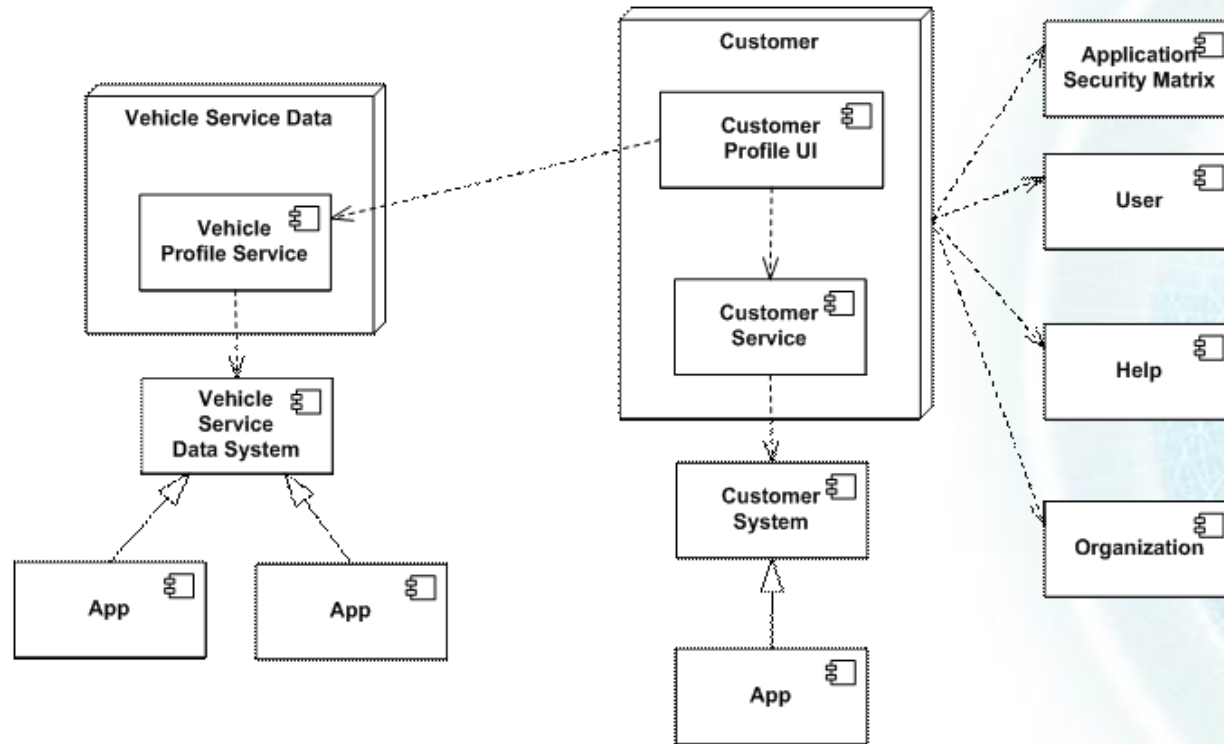 Customer
Customer
Profile UI
Customer
Service
Customer
System
App
Vehicle Service Data
Vehicle
Profile Service
Vehicle
Service
Data System
App
App
Application
Security Matrix
User
Help
Organization